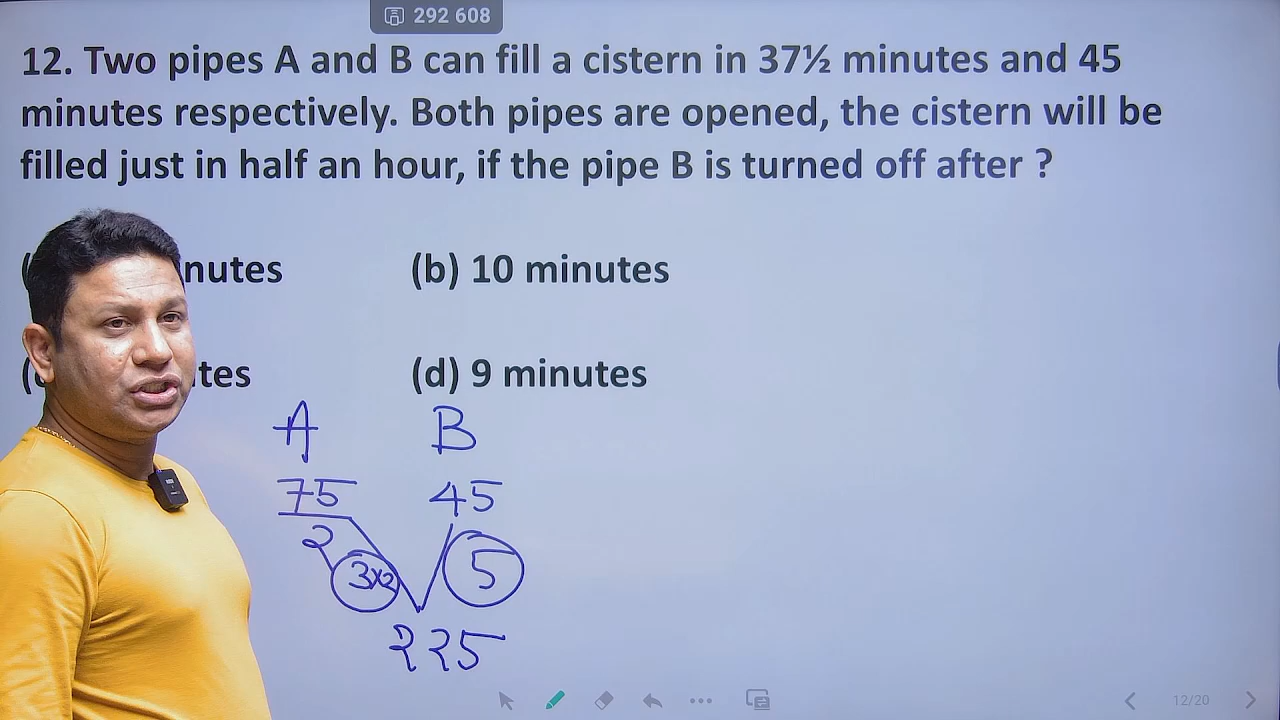 292 608
12. Two pipes A and B can fill a cistern in 37½ minutes and 45
minutes respectively. Both pipes are opened, the cistern will be
filled just in half an hour, if the pipe B is turned off after ?
(b) 10 minutes
(d) 9 minutes
A B
75 45
2
3x2 5
225
12/20